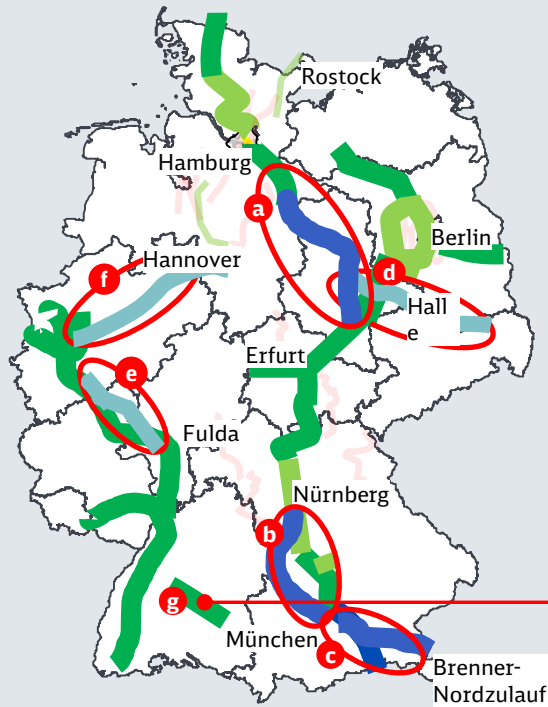 Rostock
Hamburg
a
Berlin
Hannover
f
d
Hall
e
Erfurt
e
Fulda
Nürnberg
b
g
München
c
Brenner-
Nordzulauf